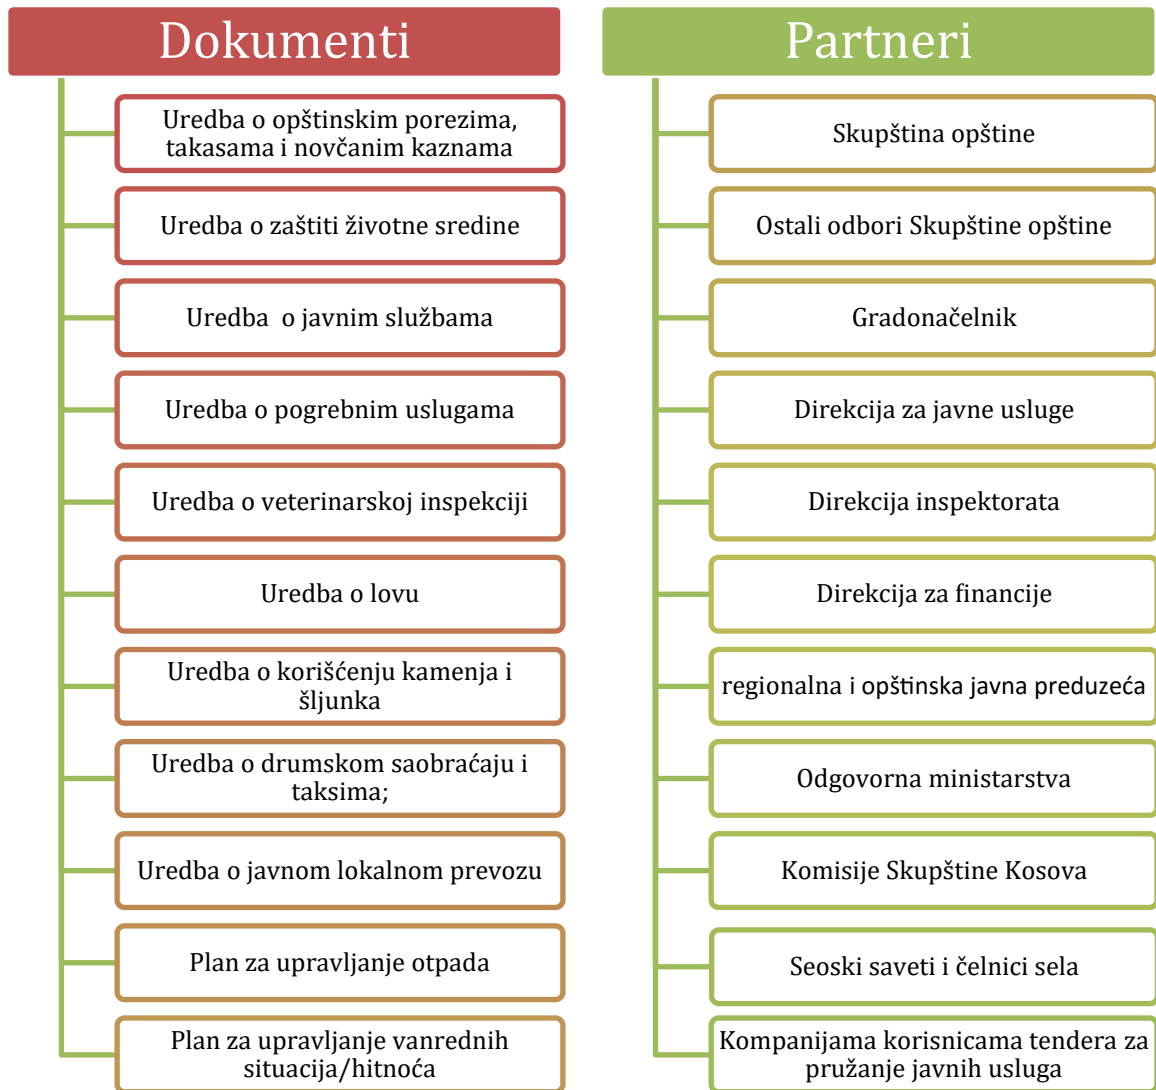 Dokumenti
Uredba o opštinskim porezima,
takasama i novčanim kaznama
Uredba o zaštiti životne sredine
Uredba  o javnim službama
Uredba o pogrebnim uslugama
Uredba o veterinarskoj inspekciji
Uredba o lovu
Uredba o korišćenju kamenja i
šljunka
Uredba o drumskom saobraćaju i
taksima;
Uredba o javnom lokalnom prevozu
Plan za upravljanje otpada
Plan za upravljanje vanrednih
situacija/hitnoća
Partneri
Skupština opštine
Ostali odbori Skupštine opštine
Gradonačelnik
Direkcija za javne usluge
Direkcija inspektorata
Direkcija za financije
regionalna i opštinska javna preduzeća
Odgovorna ministarstva
Komisije Skupštine Kosova
Seoski saveti i čelnici sela
Kompanijama korisnicama tendera za
pružanje javnih usluga